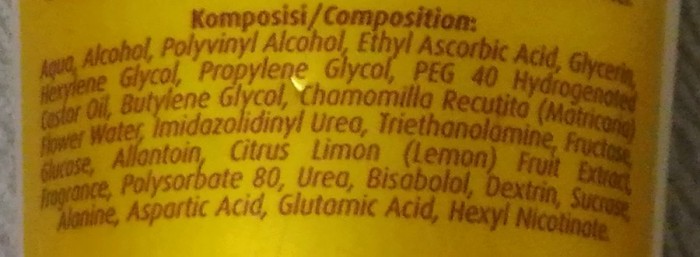 Komposisi/Composition:
Aqua, Alcohol, Polyvinyl Alcohol, Ethyl Ascorbic Acid, Glycerin,
Hexylene Glycol, Propylene Glycol, PEG 40 Hydrogenated
Castor Oil, Butylene Glycol, Chamomilla Recutita (Matricaria)
Flower Water, Imidazolidinyl Urea, Triethanolamine, Fructose,
Glucose, Allantoin, Citrus Limon (Lemon) Fruit Extract,
Fragrance, Polysorbate 80, Urea, Bisabolol, Dextrin, Sucrose,
Alanine, Aspartic Acid, Glutamic Acid, Hexyl Nicotinate.